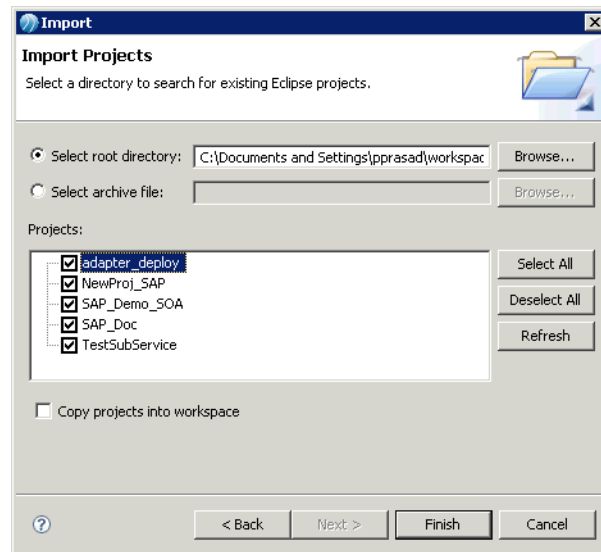 Import
Import Projects
Select a directory to search for existing Eclipse projects.
Select root directory: C:\Documents and Settings\pprasad\workspac Browse...
Select archive file: Browse...
Projects:
adapter_deploy
NewProj_SAP
SAP_Demo_SOA
SAP_Doc
TestSubService
Select All
Deselect All
Refresh
Copy projects into workspace
? < Back Next > Finish Cancel